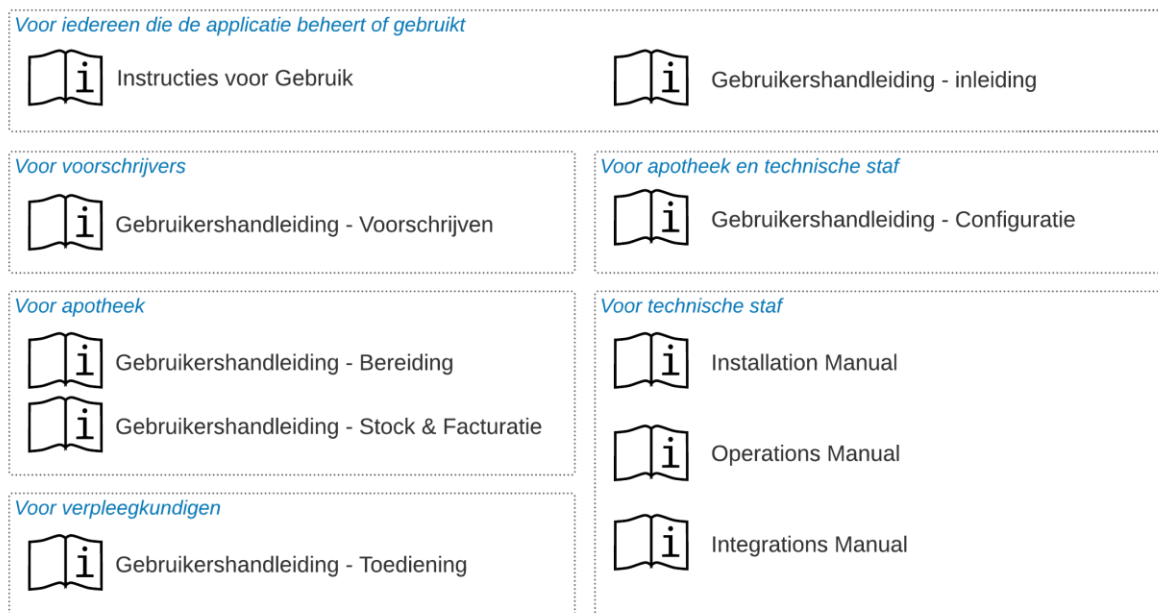 Voor iedereen die de applicatie beheert of gebruikt
Instructies voor Gebruik
Gebruikershandleiding - inleiding
Voor voorschrijvers
Gebruikershandleiding - Voorschrijven
Voor apotheek en technische staf
Gebruikershandleiding - Configuratie
Voor apotheek
Gebruikershandleiding - Bereiding
Gebruikershandleiding - Stock & Facturatie
Voor verpleegkundigen
Gebruikershandleiding - Toediening
Voor technische staf
Installation Manual
Operations Manual
Integrations Manual